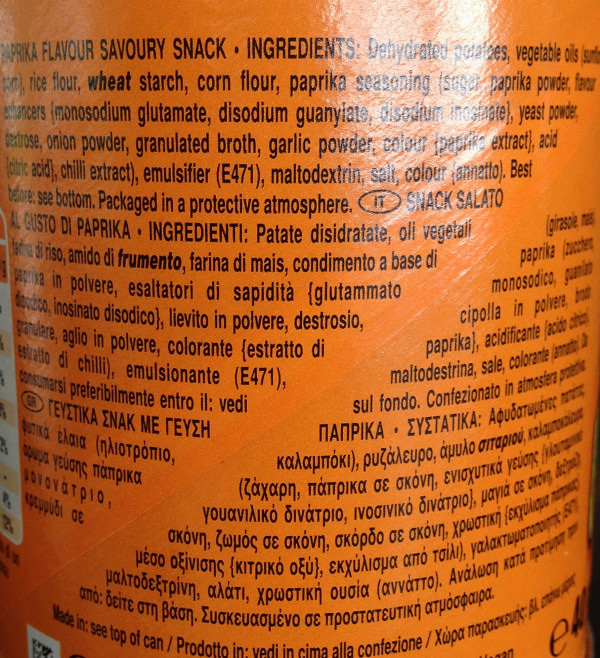 PAPRIKA FLAVOUR SAVOURY SNACK • INGREDIENTS: Dehydrated potatoes, vegetable oils (sunflo
corn), rice flour, wheat starch, corn flour, paprika seasoning (sugar, paprika powder, flavour
enhancers {monosodium glutamate, disodium guanylate, disodium inosinate}, yeast powder,
dextrose, onion powder, granulated broth, garlic powder, colour {paprika extract}, acid
{citric acid}, chilli extract), emulsifier (E471), maltodextrin, salt, colour (annatto). Best
before: see bottom. Packaged in a protective atmosphere. IT SNACK SALATO
AL GUSTO DI PAPRIKA • INGREDIENTI: Patate disidratate, oli vegetali (girasole, mais),
farina di riso, amido di frumento, farina di mais, condimento a base di paprika (zucchero,
paprika in polvere, esaltatori di sapidità {glutammato monosodico, guanilato
disodico, inosinato disodico}, lievito in polvere, destrosio, cipolla in polvere, brodo
granulare, aglio in polvere, colorante {estratto di paprika}, acidificante {acido citrico},
estratto di chilli), emulsionante (E471), maltodestrina, sale, colorante (annatto). Da
consumarsi preferibilmente entro il: vedi sul fondo. Confezionato in atmosfera protettiva.
GR ΓΕΥΣΤΙΚΑ ΣΝΑΚ ΜΕ ΓΕΥΣΗ ΠΑΠΡΙΚΑ • ΣΥΣΤΑΤΙΚΑ: Αφυδατωμένες πατάτες,
φυτικά έλαια (ηλιοτρόπιο, καλαμπόκι), ρυζάλευρο, άμυλο σιταριού, καλαμποκάλευρο,
άρωμα γεύσης πάπρικα (ζάχαρη, πάπρικα σε σκόνη, ενισχυτικά γεύσης {γλουταμινικό
μονονάτριο, γουανιλικό δινάτριο, ινοσινικό δινάτριο}, μαγιά σε σκόνη, δεξτρόζη,
κρεμμύδι σε σκόνη, ζωμός σε σκόνη, σκόρδο σε σκόνη, χρωστική {εκχύλισμα πάπρικας},
μέσο οξίνισης {κιτρικό οξύ}, εκχύλισμα από τσίλι), γαλακτωματοποιητής (E471),
μαλτοδεξτρίνη, αλάτι, χρωστική ουσία (αννάττο). Ανάλωση κατά προτίμηση πριν
από: δείτε στη βάση. Συσκευασμένο σε προστατευτική ατμόσφαιρα.
Made in: see top of can / Prodotto in: vedi in cima alla confezione / Χώρα παρασκευής: βλ. επάνω μέρος